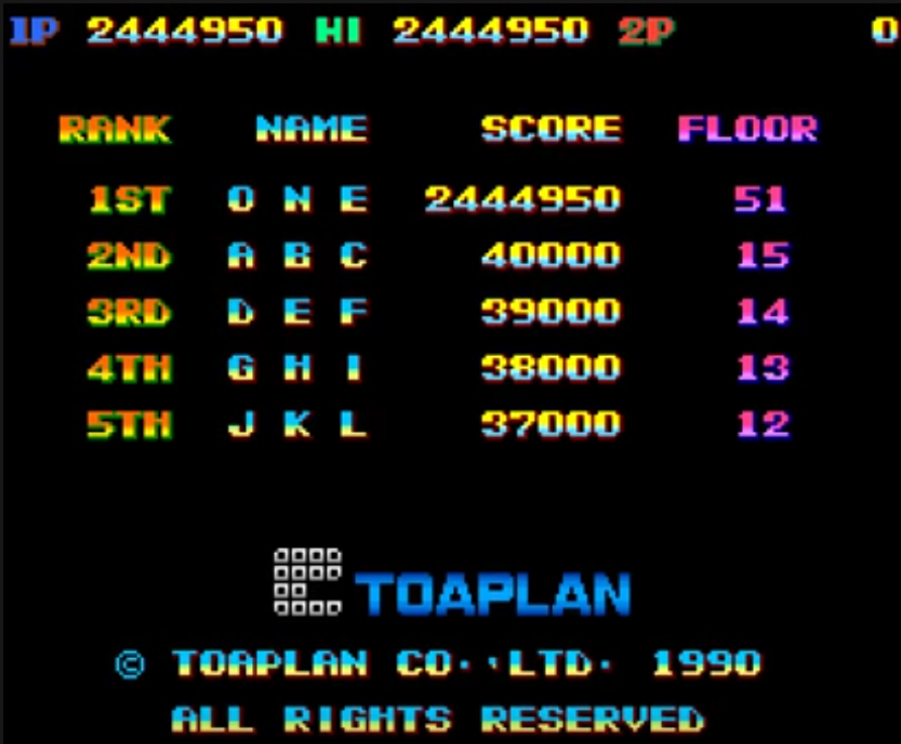 1P 2444950 HI 2444950 2P 0
RANK NAME SCORE FLOOR
1ST O N E 2444950 51
2ND A B C 40000 15
3RD D E F 39000 14
4TH G H I 38000 13
5TH J K L 37000 12
TOAPLAN
© TOAPLAN CO.,LTD. 1990
ALL RIGHTS RESERVED